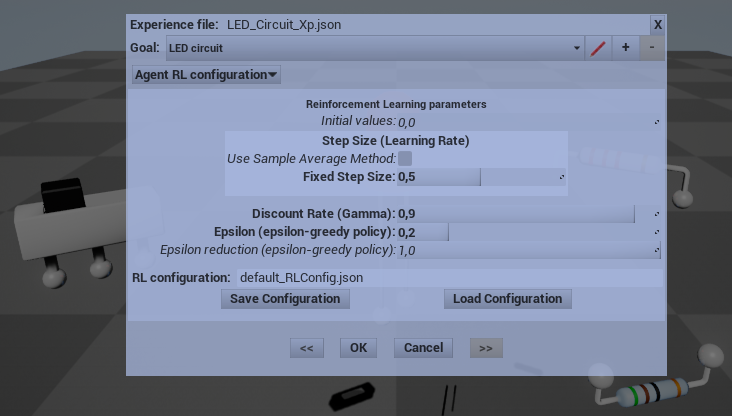 Experience file: LED_Circuit_Xp.json X
Goal: LED circuit + -
Agent RL configuration
Reinforcement Learning parameters
Initial values: 0,0
Step Size (Learning Rate)
Use Sample Average Method:
Fixed Step Size: 0,5
Discount Rate (Gamma): 0,9
Epsilon (epsilon-greedy policy): 0,2
Epsilon reduction (epsilon-greedy policy): 1,0
RL configuration: default_RLConfig.json
Save Configuration Load Configuration
<< OK Cancel >>